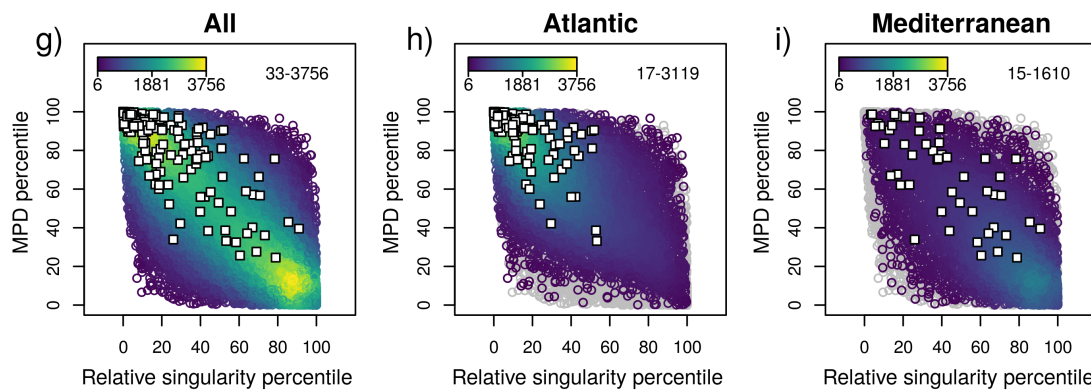 g) All
6 1881 3756 33-3756
MPD percentile
0 20 40 60 80 100
0 20 40 60 80 100
Relative singularity percentile
h) Atlantic
6 1881 3756 17-3119
MPD percentile
0 20 40 60 80 100
0 20 40 60 80 100
Relative singularity percentile
i) Mediterranean
6 1881 3756 15-1610
MPD percentile
0 20 40 60 80 100
0 20 40 60 80 100
Relative singularity percentile